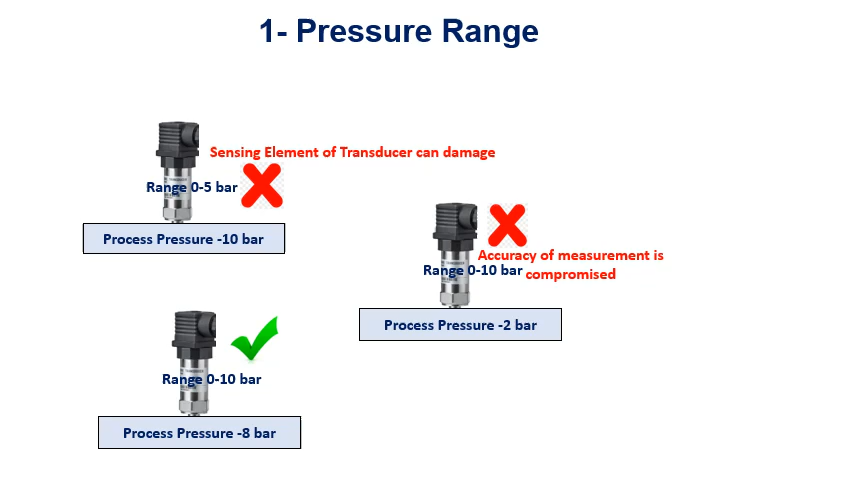 1- Pressure Range
Sensing Element of Transducer can damage
Range 0-5 bar
Process Pressure -10 bar
Accuracy of measurement is
compromised
Range 0-10 bar
Process Pressure -2 bar
Range 0-10 bar
Process Pressure -8 bar